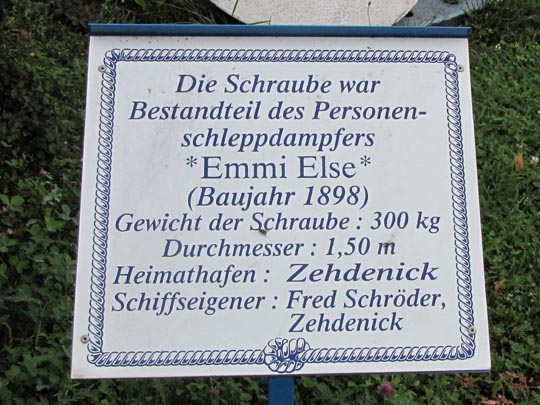 Die Schraube war
Bestandteil des Personen-
schleppdampfers
*Emmi Else*
(Baujahr 1898)
Gewicht der Schraube : 300 kg
Durchmesser : 1,50 m
Heimathafen : Zehdenick
Schiffseigener : Fred Schröder,
Zehdenick